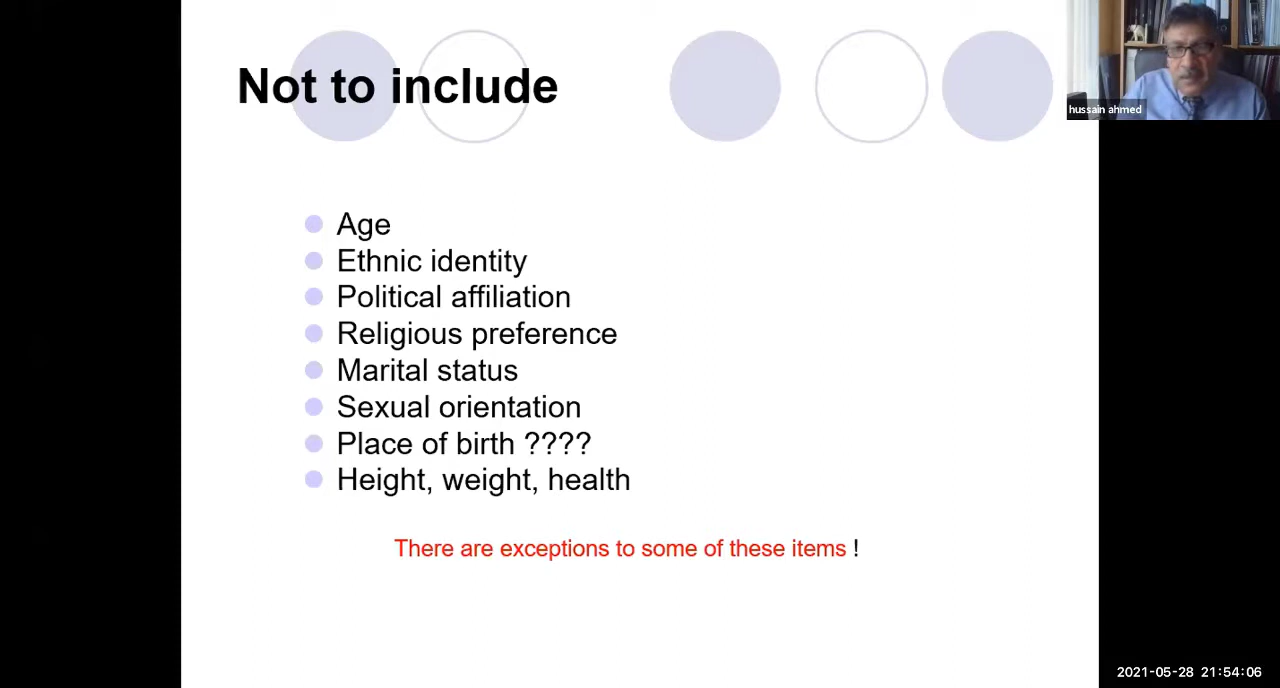 Not to include
hussain ahmed
Age
Ethnic identity
Political affiliation
Religious preference
Marital status
Sexual orientation
Place of birth ????
Height, weight, health
There are exceptions to some of these items !
2021-05-28 21:54:06